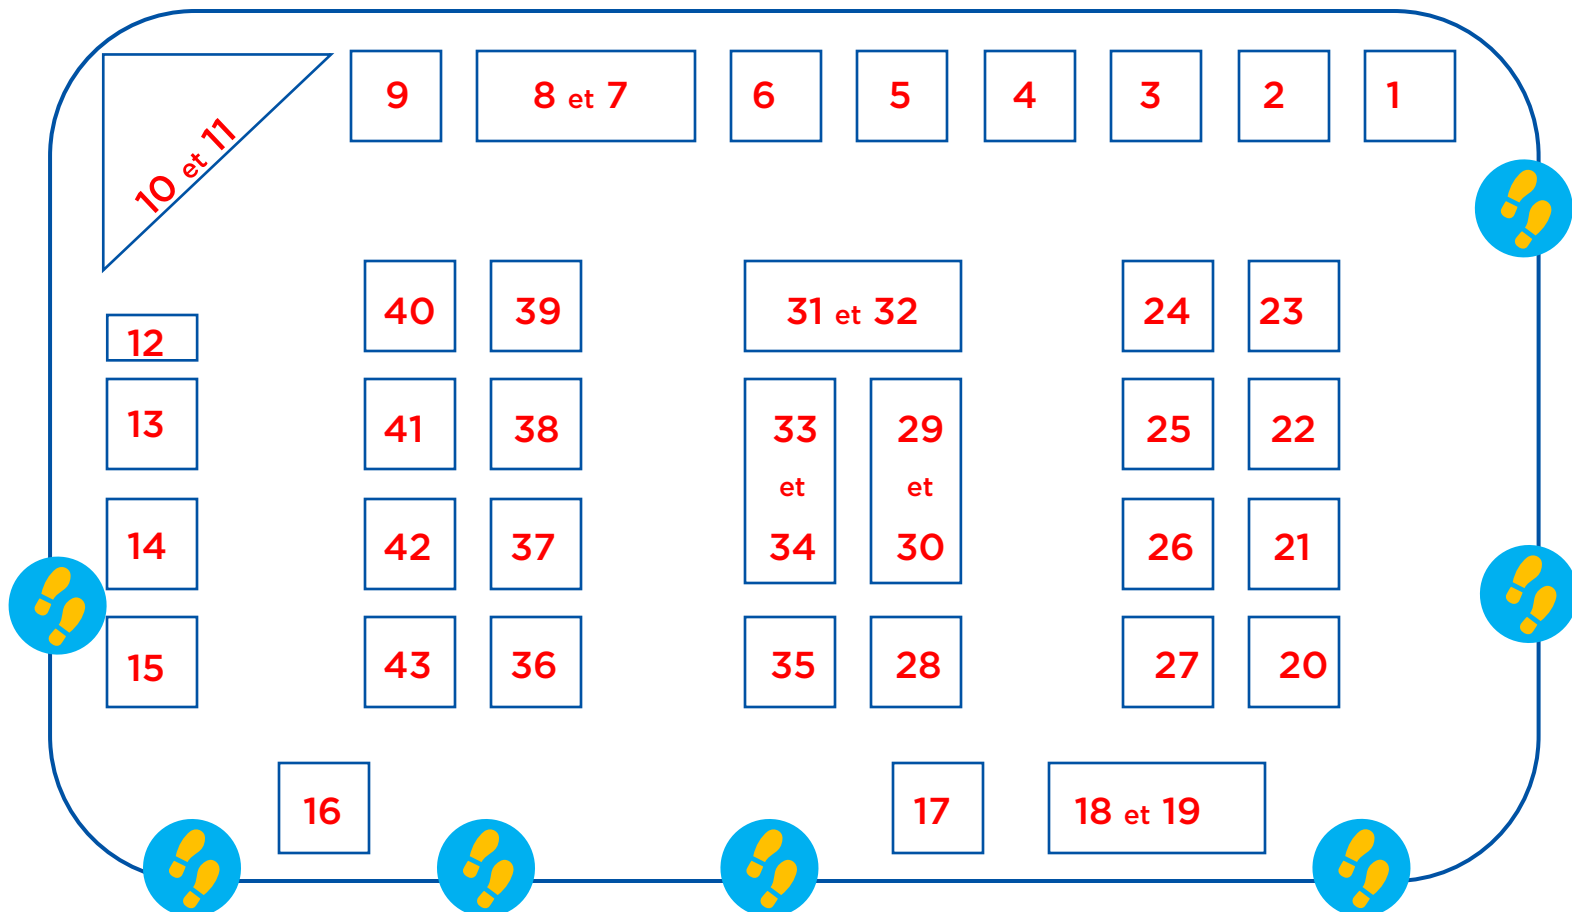 9 8 et 7 6 5 4 3 2 1
10 et 11
40 39 31 et 32 24 23
12
13 41 38 33 29 25 22
et et
14 42 37 34 30 26 21
15 43 36 35 28 27 20
16 17 18 et 19